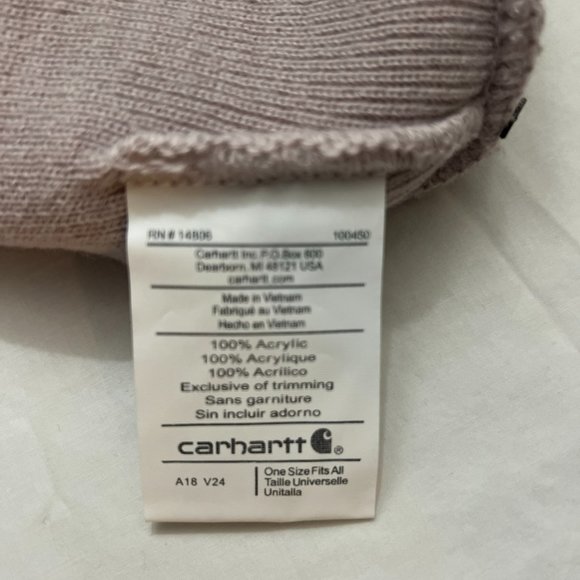 RN # 14806 100450
Carhartt Inc. P.O. Box 600
Dearborn, MI 48121 USA
carhartt.com
Made in Vietnam
Fabriqué au Vietnam
Hecho en Vietnam
100% Acrylic
100% Acrylique
100% Acrílico
Exclusive of trimming
Sans garniture
Sin incluir adorno
carhartt ®
A18 V24
One Size Fits All
Taille Universelle
Unitalla